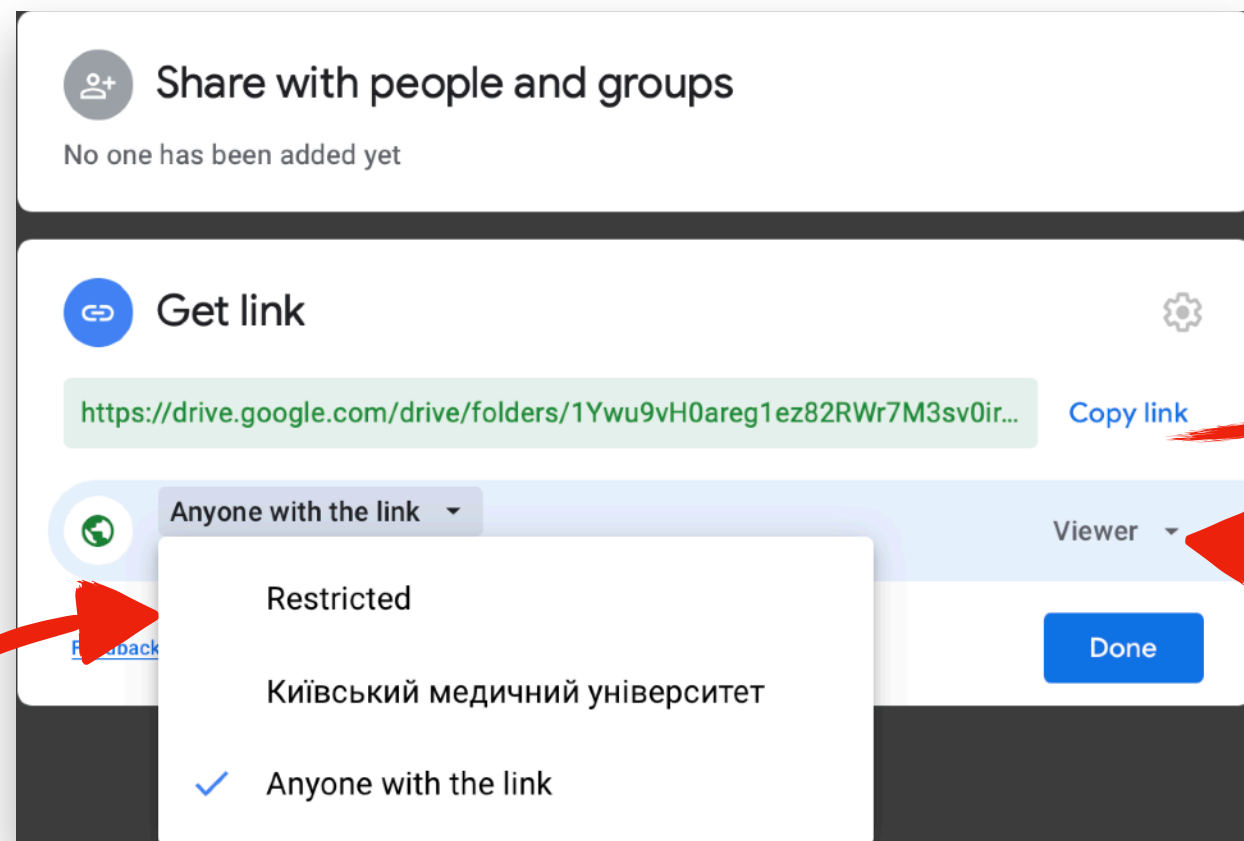 Share with people and groups
No one has been added yet
Get link
https://drive.google.com/drive/folders/1Ywu9vH0areg1ez82RWr7M3sv0ir...
Copy link
Anyone with the link
Viewer
Restricted
Київський медичний університет
Anyone with the link
Done